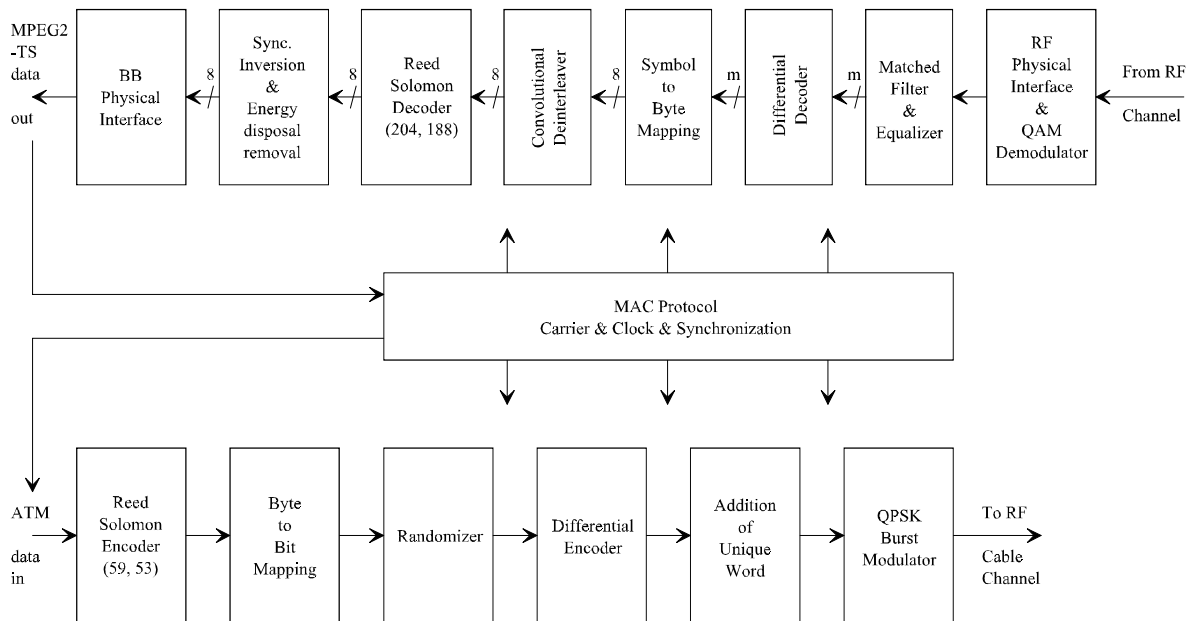 MPEG2
-TS
data
out
BB
Physical
Interface
8
Sync.
Inversion
&
Energy
disposal
removal
8
Reed
Solomon
Decoder
(204, 188)
8
Convolutional
Deinterleaver
8
Symbol
to
Byte
Mapping
m
Differential
Decoder
m
Matched
Filter
&
Equalizer
RF
Physical
Interface
&
QAM
Demodulator
From RF
Channel
MAC Protocol
Carrier & Clock & Synchronization
ATM
data
in
Reed
Solomon
Encoder
(59, 53)
Byte
to
Bit
Mapping
Randomizer
Differential
Encoder
Addition
of
Unique
Word
QPSK
Burst
Modulator
To RF
Cable
Channel